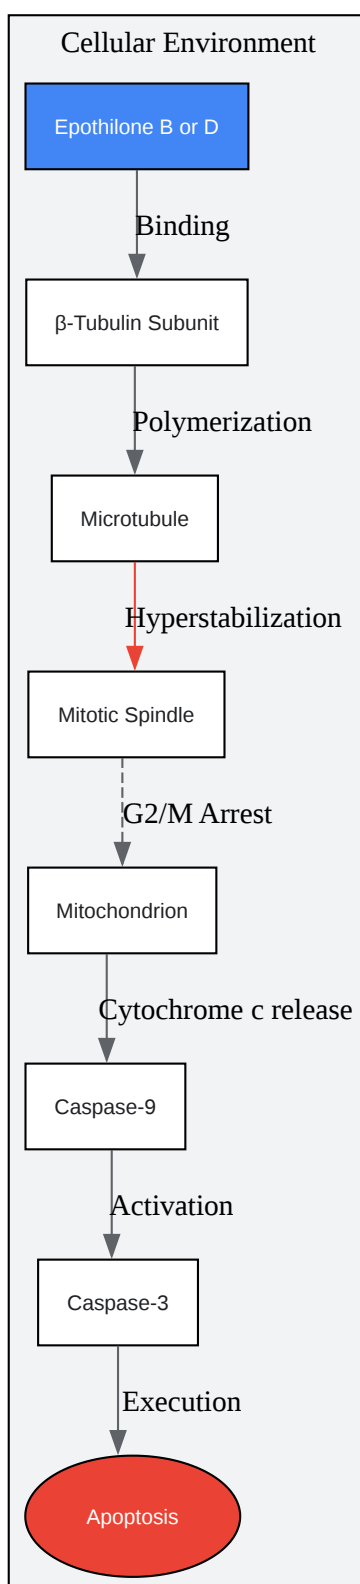 Cellular Environment
Epothilone B or D
Binding
β-Tubulin Subunit
Polymerization
Microtubule
Hyperstabilization
Mitotic Spindle
G2/M Arrest
Mitochondrion
Cytochrome c release
Caspase-9
Activation
Caspase-3
Execution
Apoptosis